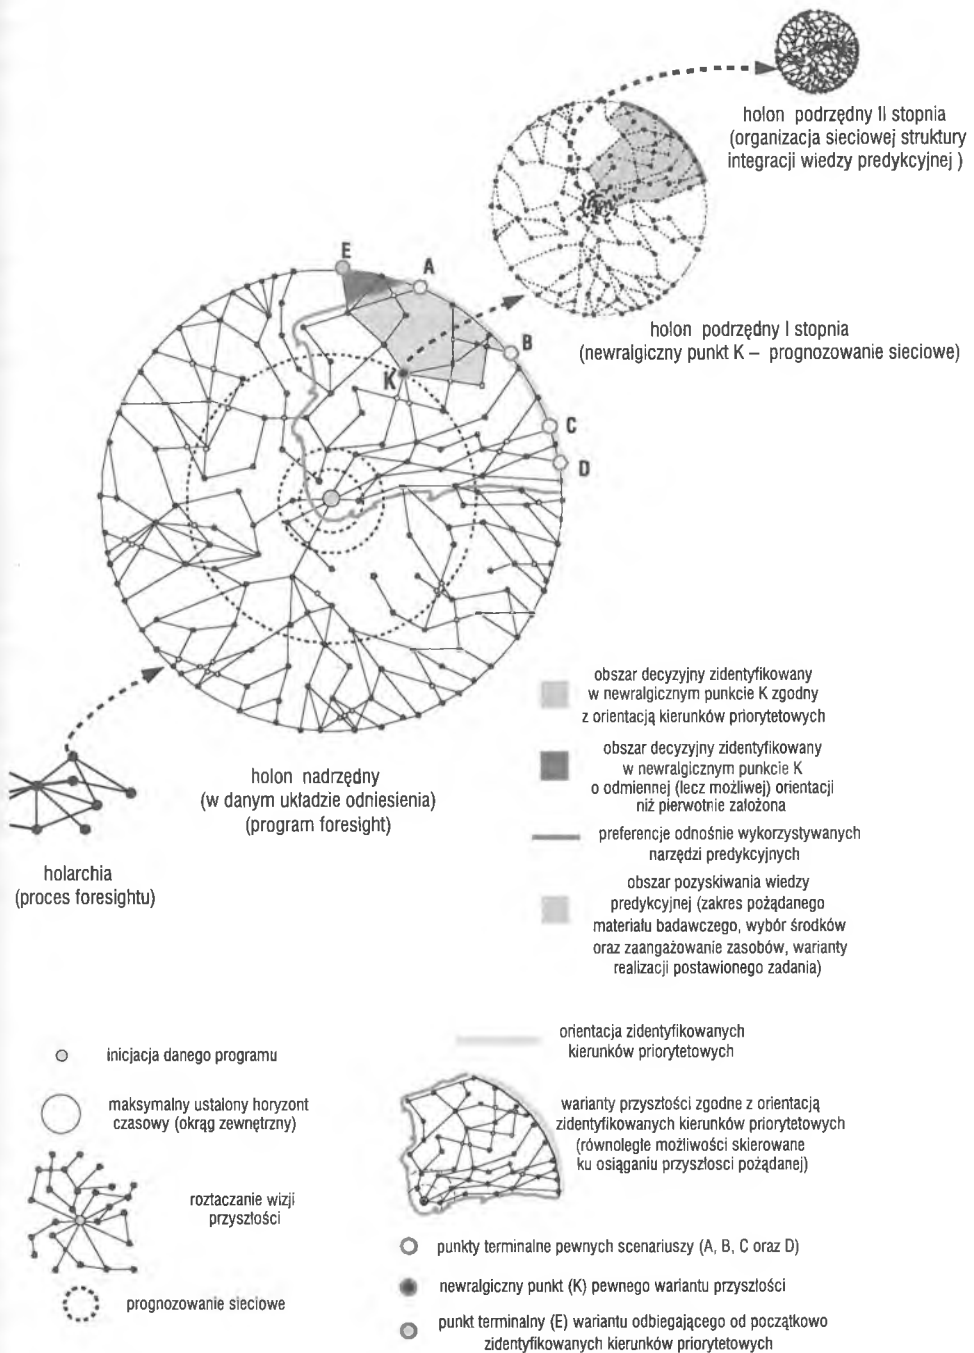 holon podrzędny II stopnia
(organizacja sieciowej struktury
integracji wiedzy predykcyjnej )
holon podrzędny I stopnia
(newralgiczny punkt K – prognozowanie sieciowe)
E
A
B
K
C
D
obszar decyzyjny zidentyfikowany
w newralgicznym punkcie K zgodny
z orientacją kierunków priorytetowych
obszar decyzyjny zidentyfikowany
w newralgicznym punkcie K
o odmiennej (lecz możliwej) orientacji
niż pierwotnie założona
preferencje odnośnie wykorzystywanych
narzędzi predykcyjnych
obszar pozyskiwania wiedzy
predykcyjnej (zakres pożądanego
materiału badawczego, wybór środków
oraz zaangażowanie zasobów, warianty
realizacji postawionego zadania)
holon nadrzędny
(w danym układzie odniesienia)
(program foresight)
holarchia
(proces foresightu)
inicjacja danego programu
maksymalny ustalony horyzont
czasowy (okrąg zewnętrzny)
roztaczanie wizji
przyszłości
prognozowanie sieciowe
orientacja zidentyfikowanych
kierunków priorytetowych
warianty przyszłości zgodne z orientacją
zidentyfikowanych kierunków priorytetowych
(równoległe możliwości skierowane
ku osiąganiu przyszłosci pożądanej)
punkty terminalne pewnych scenariuszy (A, B, C oraz D)
newralgiczny punkt (K) pewnego wariantu przyszłości
punkt terminalny (E) wariantu odbiegającego od początkowo
zidentyfikowanych kierunków priorytetowych